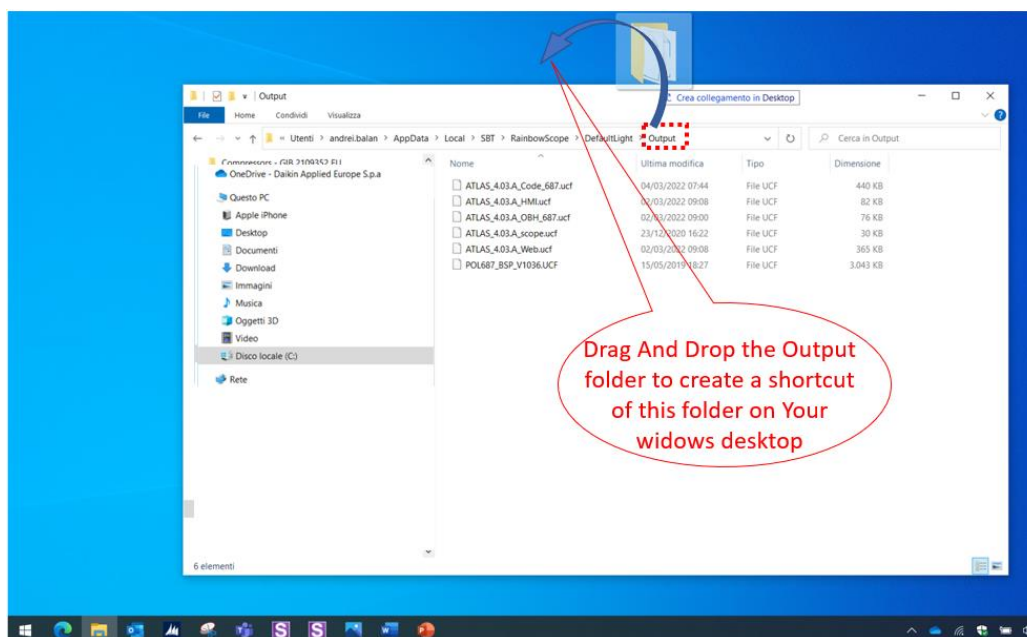 Output
Crea collegamento in Desktop
File Home Condividi Visualizza
« Utenti > andrei.balan > AppData > Local > SBT > RainbowScope > DefaultLight > Output
Cerca in Output
Compressors - GIB 2109352 EU
OneDrive - Daikin Applied Europe S.p.a
Questo PC
Apple iPhone
Desktop
Documenti
Download
Immagini
Musica
Oggetti 3D
Video
Disco locale (C:)
Rete
Nome Ultima modifica Tipo Dimensione
ATLAS_4.03.A_Code_687.ucf 04/03/2022 07:44 File UCF 440 KB
ATLAS_4.03.A_HMI.ucf 02/03/2022 09:08 File UCF 82 KB
ATLAS_4.03.A_OBH_687.ucf 02/03/2022 09:00 File UCF 76 KB
ATLAS_4.03.A_scope.ucf 23/12/2020 16:22 File UCF 30 KB
ATLAS_4.03.A_Web.ucf 02/03/2022 09:08 File UCF 365 KB
POL687_BSP_V1036.UCF 15/05/2019 18:27 File UCF 3.043 KB
Drag And Drop the Output
folder to create a shortcut
of this folder on Your
widows desktop
6 elementi